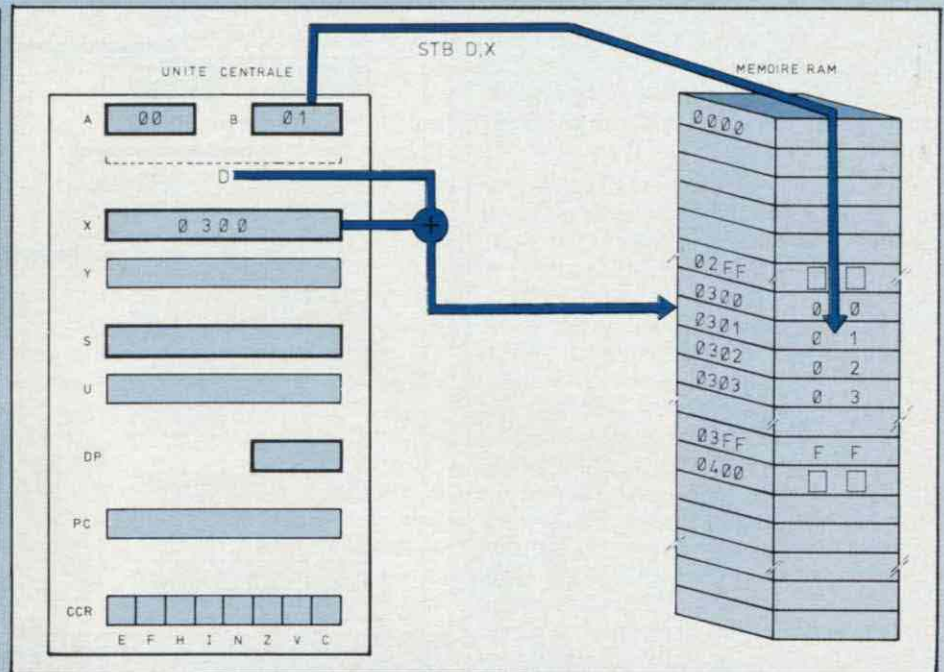 STB D,X
UNITE CENTRALE
MEMOIRE RAM
A 00 B 01
D
X 0300
Y
S
U
DP
PC
CCR
E F H I N Z V C
+
0000
02FF
0300 0 0
0301 0 1
0302 0 2
0303 0 3
03FF F F
0400